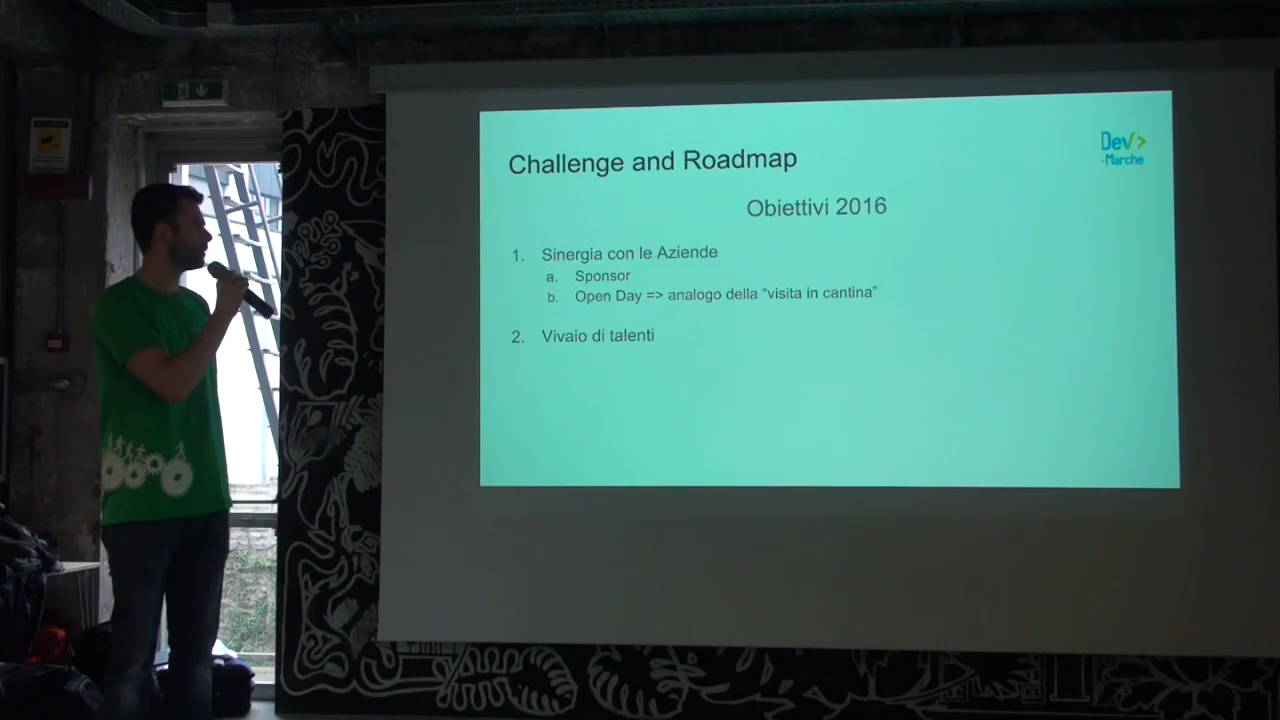 Challenge and Roadmap
Dev
Marche
Obiettivi 2016
1. Sinergia con le Aziende
a. Sponsor
b. Open Day => analogo della “visita in cantina”
2. Vivaio di talenti